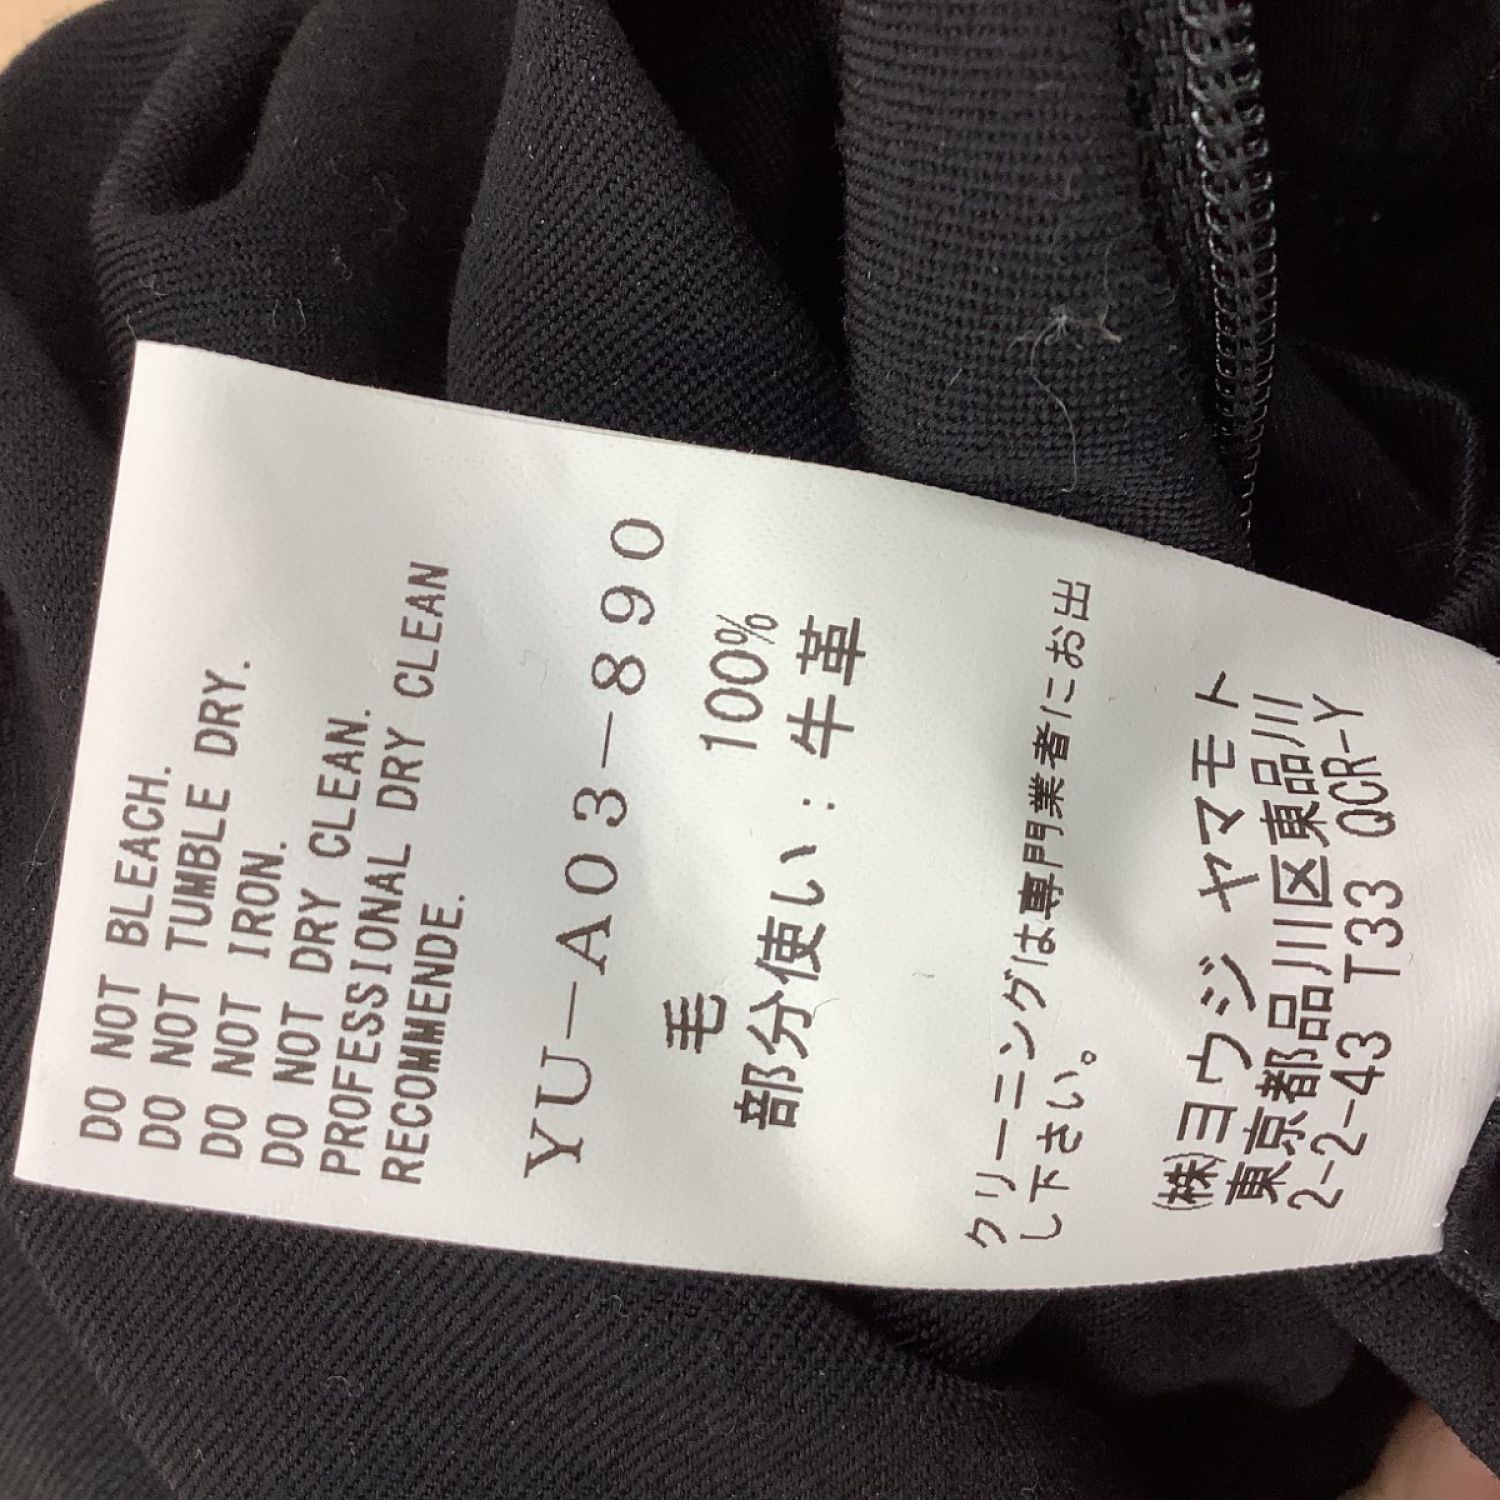 DO NOT BLEACH.
DO NOT TUMBLE DRY.
DO NOT IRON.
DO NOT DRY CLEAN.
PROFESSIONAL DRY CLEAN
RECOMMENDE.
YU-A03-890
毛 100%
部分使い:牛革
クリーニングは専門業者にお出
し下さい。
(株)ヨウジ ヤマモト
東京都品川区東品川
2-2-43 T33 QCR-Y